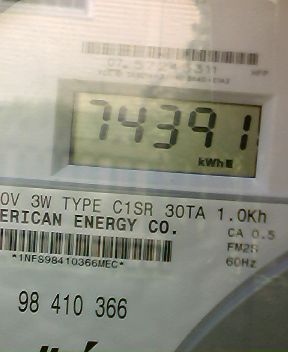 74391
kWh
0V 3W TYPE C1SR 30TA 1.0Kh
ERICAN ENERGY CO.
CA 0.5
FM2S
60Hz
*1NFS98410366MEC*
98 410 366